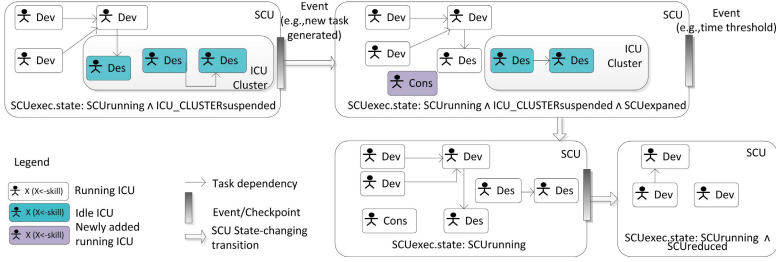 Dev
Dev
SCU
Dev
Des
Des
Des
ICU
Cluster
SCUexec.state: SCUrunning ∧ ICU_CLUSTERsuspended
Event
(e.g.,new task
generated)
Dev
Dev
SCU
Dev
Des
Des
Des
ICU
Cluster
Cons
SCUexec.state: SCUrunning ∧ ICU_CLUSTERsuspended ∧ SCUexpaned
Event
(e.g.,time threshold)
Dev
Dev
SCU
Dev
Des
Des
Cons
Des
SCUexec.state: SCUrunning
SCU
Dev
Dev
Dev
SCUexec.state: SCUrunning ∧
SCUreduced
Legend
X (X<-skill) Running ICU
X (X<-skill) Idle ICU
X (X<-skill) Newly added
running ICU
Task dependency
Event/Checkpoint
SCU State-changing
transition